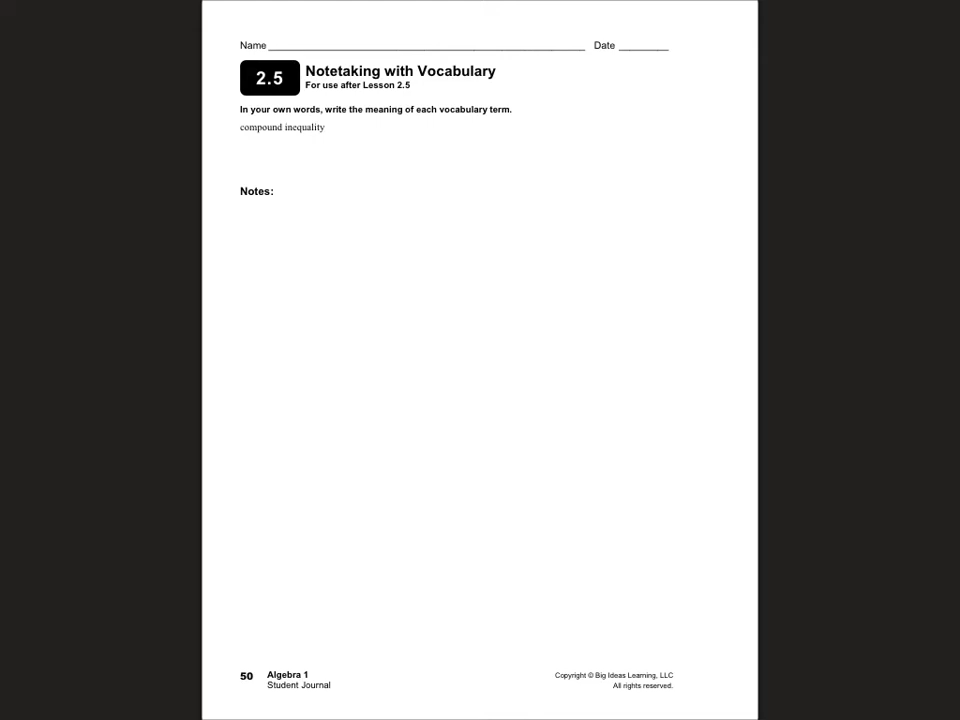 Name ________________________________________________________ Date _________
2.5 Notetaking with Vocabulary
For use after Lesson 2.5
In your own words, write the meaning of each vocabulary term.
compound inequality
Notes:
50 Algebra 1
Student Journal
Copyright © Big Ideas Learning, LLC
All rights reserved.